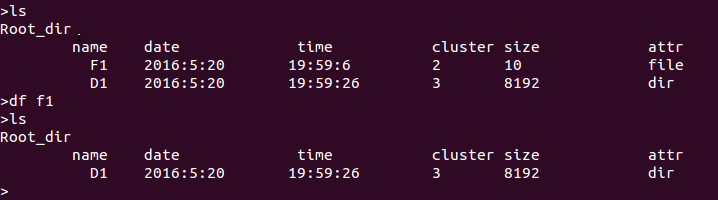 >ls
Root_dir
name date time cluster size attr
F1 2016:5:20 19:59:6 2 10 file
D1 2016:5:20 19:59:26 3 8192 dir
>df f1
>ls
Root_dir
name date time cluster size attr
D1 2016:5:20 19:59:26 3 8192 dir
>